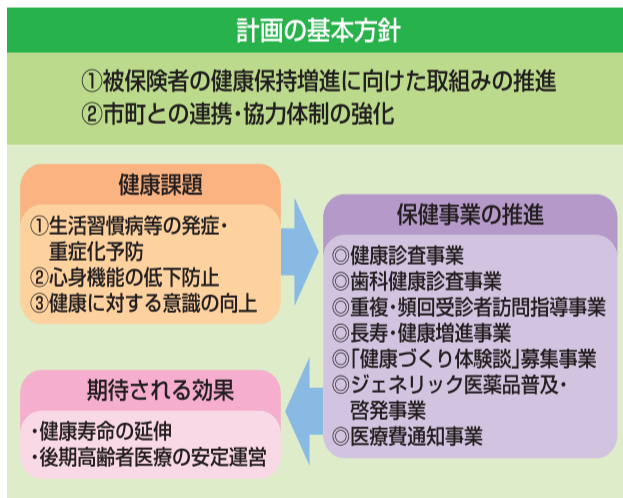 計画の基本方針
①被保険者の健康保持増進に向けた取組みの推進
②市町との連携・協力体制の強化
健康課題
①生活習慣病等の発症・
重症化予防
②心身機能の低下防止
③健康に対する意識の向上
保健事業の推進
◎健康診査事業
◎歯科健康診査事業
◎重複・頻回受診者訪問指導事業
◎長寿・健康増進事業
◎「健康づくり体験談」募集事業
◎ジェネリック医薬品普及・
啓発事業
◎医療費通知事業
期待される効果
・健康寿命の延伸
・後期高齢者医療の安定運営